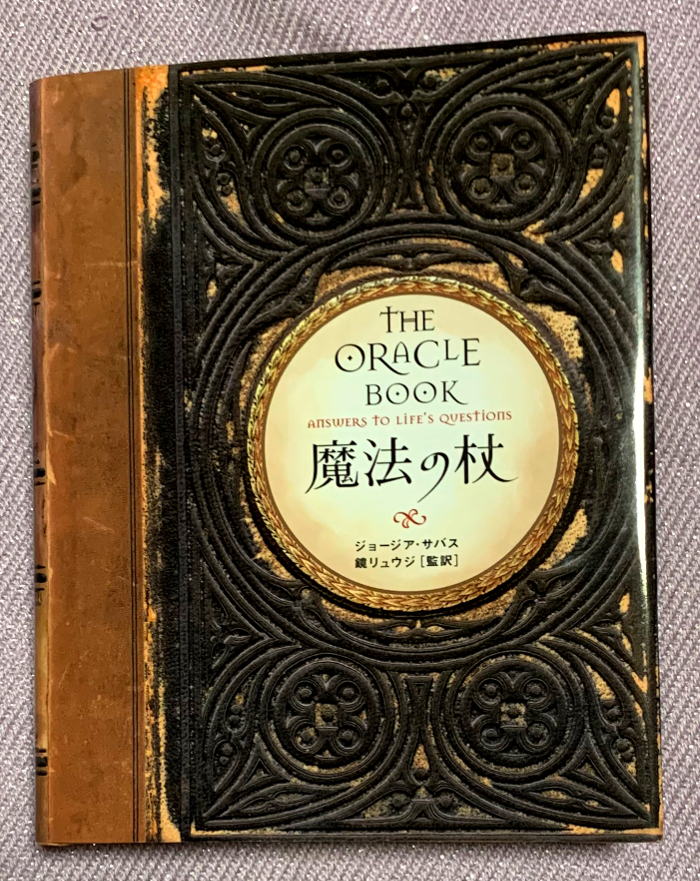 THE
ORACLE
BOOK
ANSWERS TO LIFE'S QUESTIONS
魔法の杖
ジョージア・サバス
鏡リュウジ[監訳]